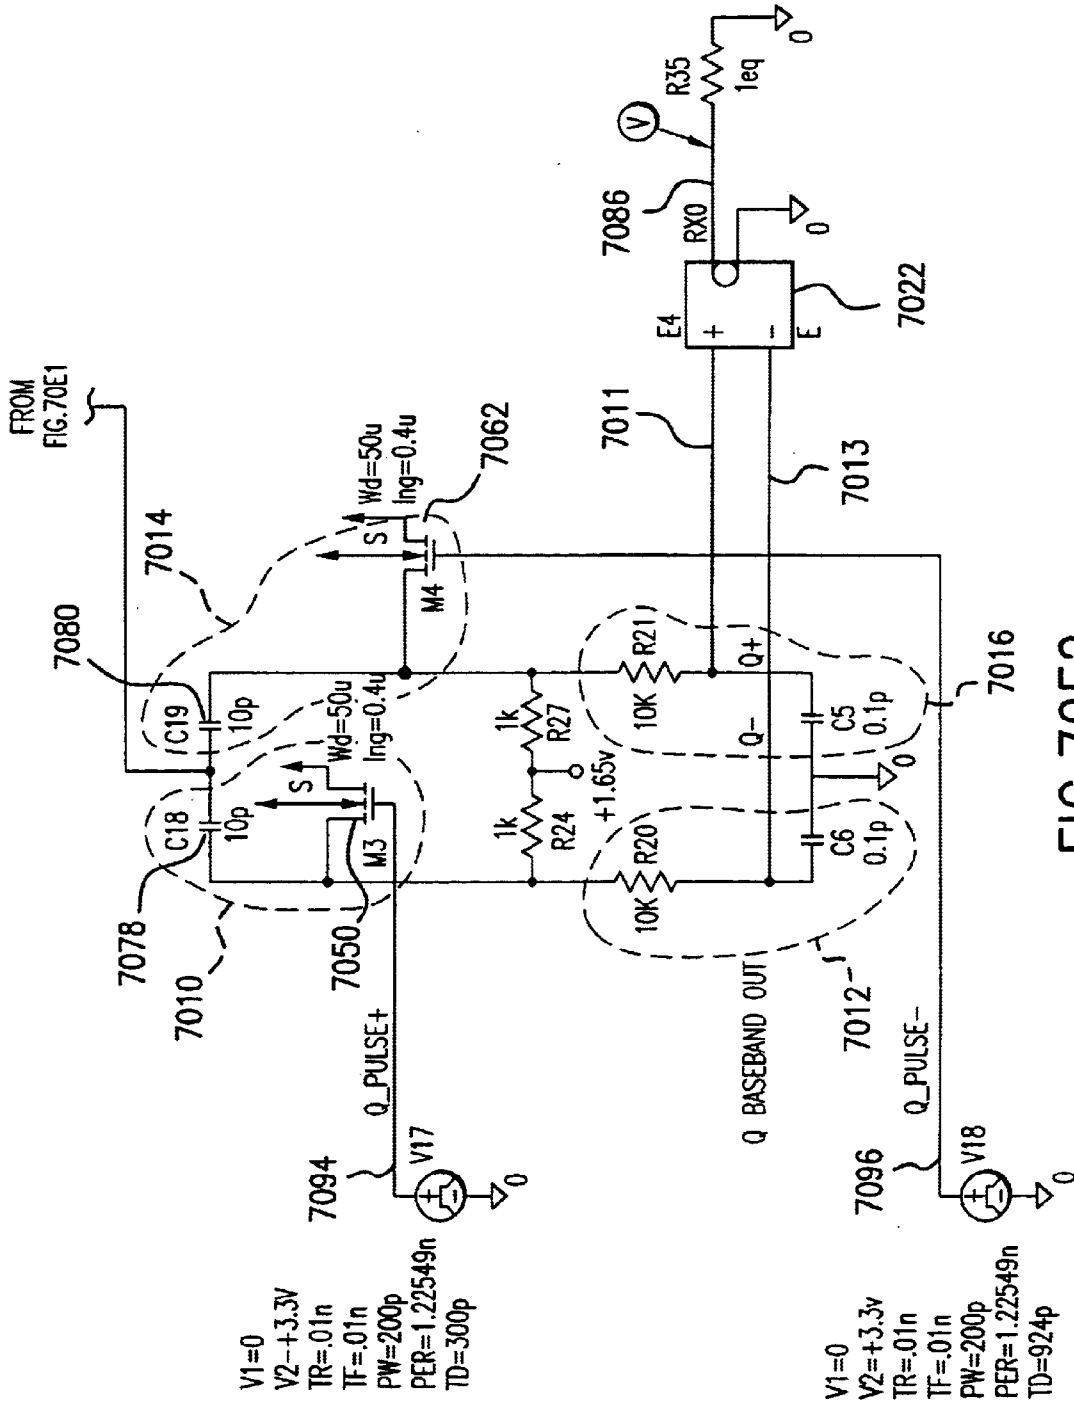 FROM
FIG.70E1
7014
7080
7078
7010
C18
10p
C19
10p
S
Wd=50u
lng=0.4u
M3
7050
S
Wd=50u
lng=0.4u
7062
M4
1k
R24
1k
R27
+1.65v
R20
10K
R21
10K
Q-
Q+
C6
0.1p
C5
0.1p
0
7012
7016
Q BASEBAND OUT
7011
7013
E4
+
-
E
7022
RX0
7086
0
V
R35
1eq
0
Q_PULSE+
7094
V17
+
-
0
V1=0
V2-+3.3V
TR=.01n
TF=.01n
PW=200p
PER=1.22549n
TD=300p
Q_PULSE-
7096
V18
+
-
0
V1=0
V2=+3.3v
TR=.01n
TF=.01n
PW=200p
PER=1.22549n
TD=924p